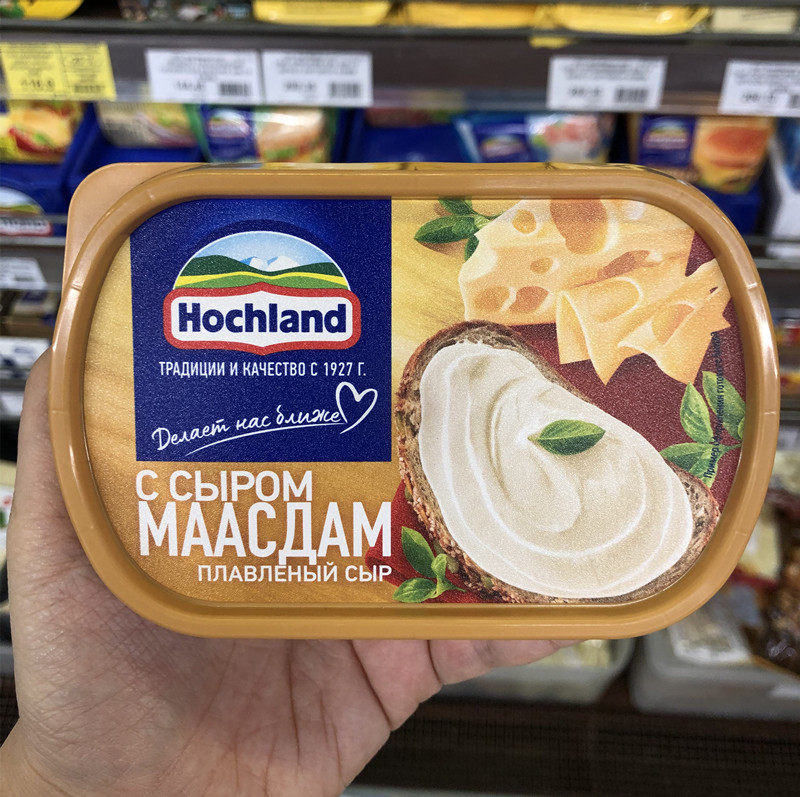 Hochland
ТРАДИЦИИ И КАЧЕСТВО С 1927 Г.
Делает нас ближе
С СЫРОМ
МААСДАМ
ПЛАВЛЕНЫЙ СЫР